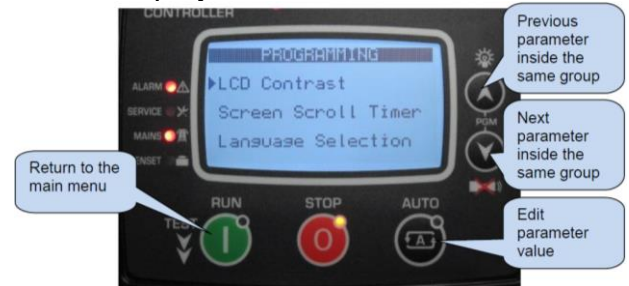 CONTROLLER
PROGRAMMING
LCD Contrast
Screen Scroll Timer
Language Selection
ALARM
SERVICE
MAINS
GENSET
PGM
RUN
STOP
AUTO
TEST
I
0
A
Previous
parameter
inside the
same group
Next
parameter
inside the
same group
Return to the
main menu
Edit
parameter
value